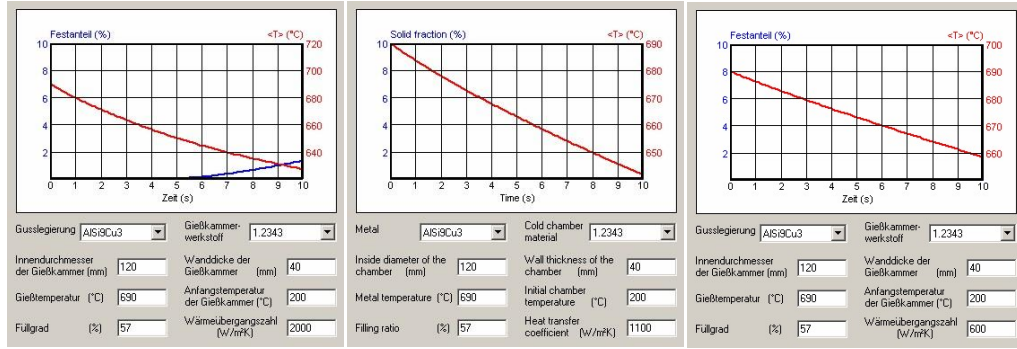 Festanteil (%) <T> (°C)
10 720
8 700
6 680
4 660
2 640
0 1 2 3 4 5 6 7 8 9 10
Zeit (s)
Gusslegierung AlSi9Cu3 Gießkammer-
werkstoff 1.2343
Innendurchmesser
der Gießkammer (mm) 120 Wanddicke der
Gießkammer (mm) 40
Gießtemperatur (°C) 690 Anfangstemperatur
der Gießkammer (°C) 200
Füllgrad (%) 57 Wärmeübergangszahl
(W/m²K) 2000
Solid fraction (%) <T> (°C)
10 690
8 680
6 670
4 660
2 650
0 1 2 3 4 5 6 7 8 9 10
Time (s)
Metal AlSi9Cu3 Cold chamber
material 1.2343
Inside diameter of the
chamber (mm) 120 Wall thickness of the
chamber (mm) 40
Metal temperature (°C) 690 Initial chamber
temperature (°C) 200
Filling ratio (%) 57 Heat transfer
coefficient (W/m²K) 1100
Festanteil (%) <T> (°C)
10 700
8 690
6 680
4 670
2 660
0 1 2 3 4 5 6 7 8 9 10
Zeit (s)
Gusslegierung AlSi9Cu3 Gießkammer-
werkstoff 1.2343
Innendurchmesser
der Gießkammer (mm) 120 Wanddicke der
Gießkammer (mm) 40
Gießtemperatur (°C) 690 Anfangstemperatur
der Gießkammer (°C) 200
Füllgrad (%) 57 Wärmeübergangszahl
(W/m²K) 600